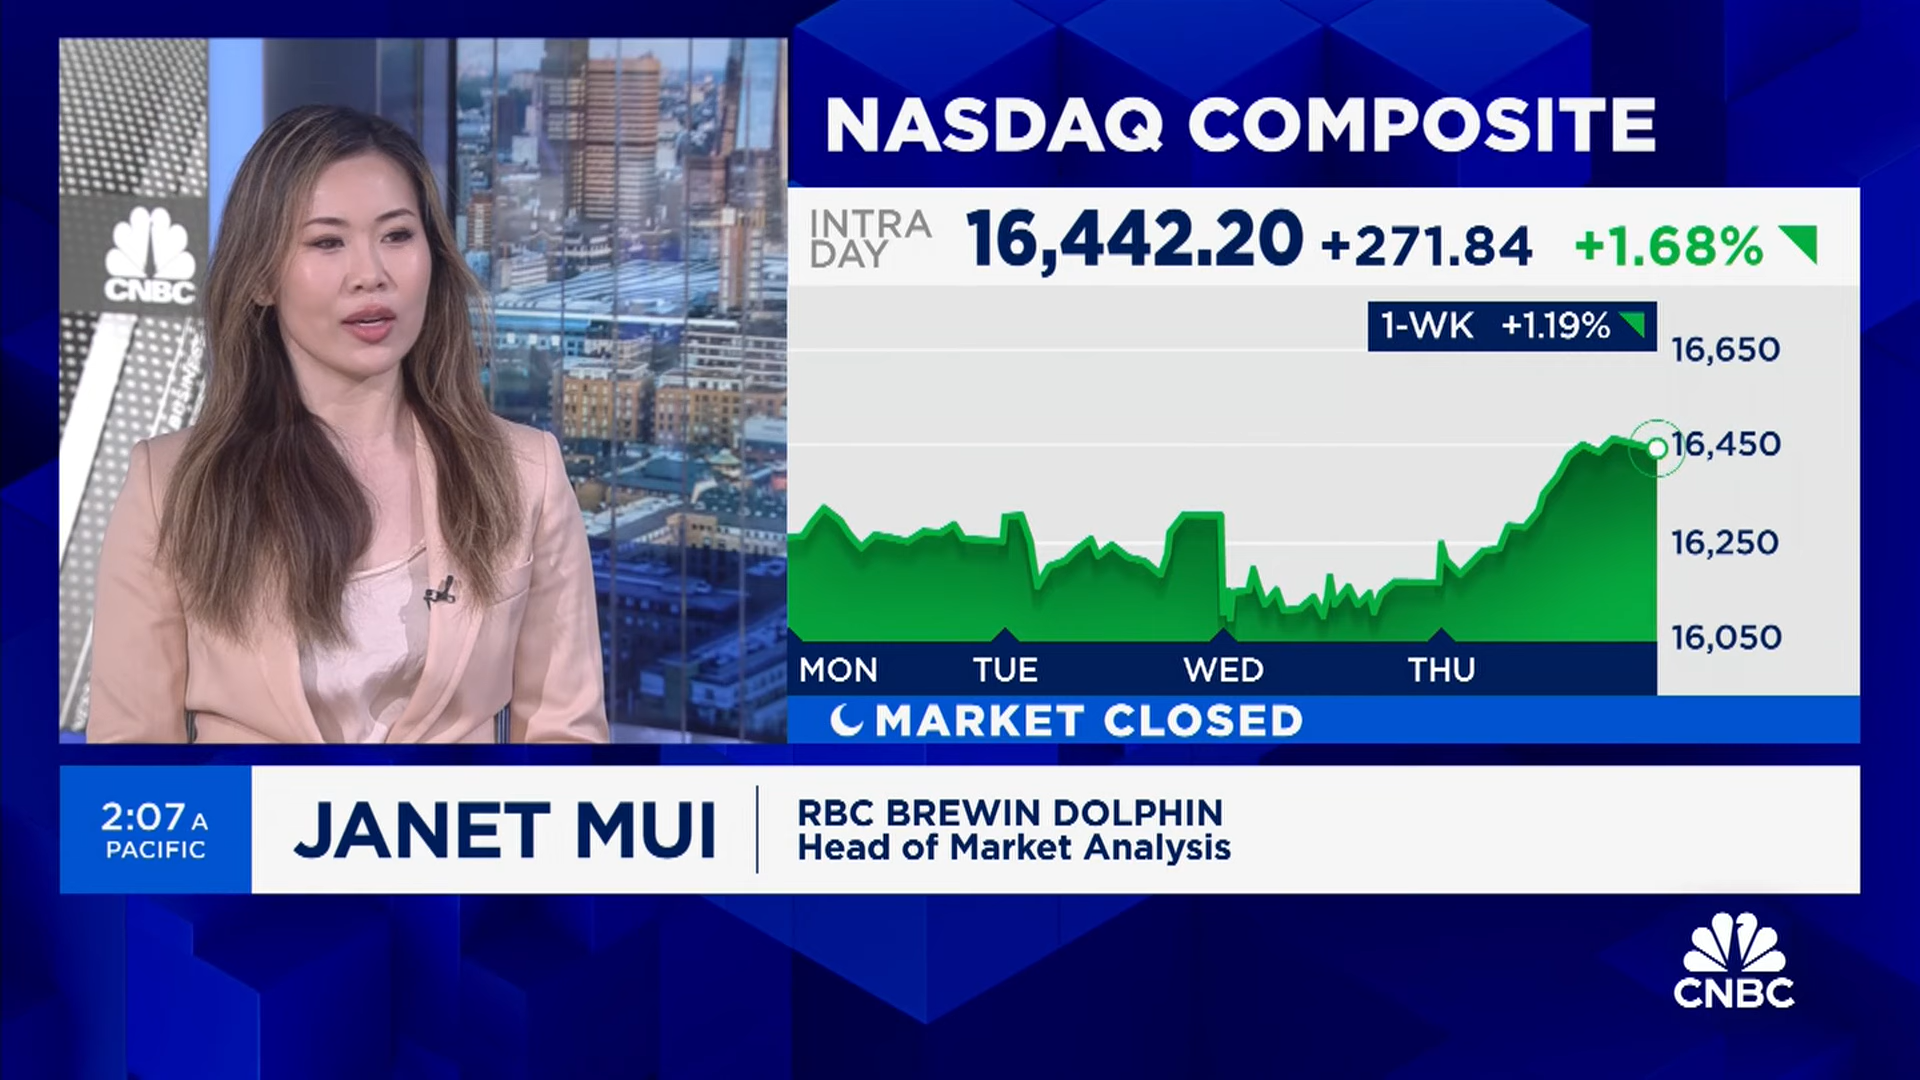 NASDAQ COMPOSITE
INTRA
DAY
16,442.20 +271.84 +1.68%
1-WK +1.19%
16,650
16,450
16,250
16,050
MON TUE WED THU
MARKET CLOSED
CNBC
BUSINESS
2:07 A
PACIFIC
JANET MUI
RBC BREWIN DOLPHIN
Head of Market Analysis
CNBC